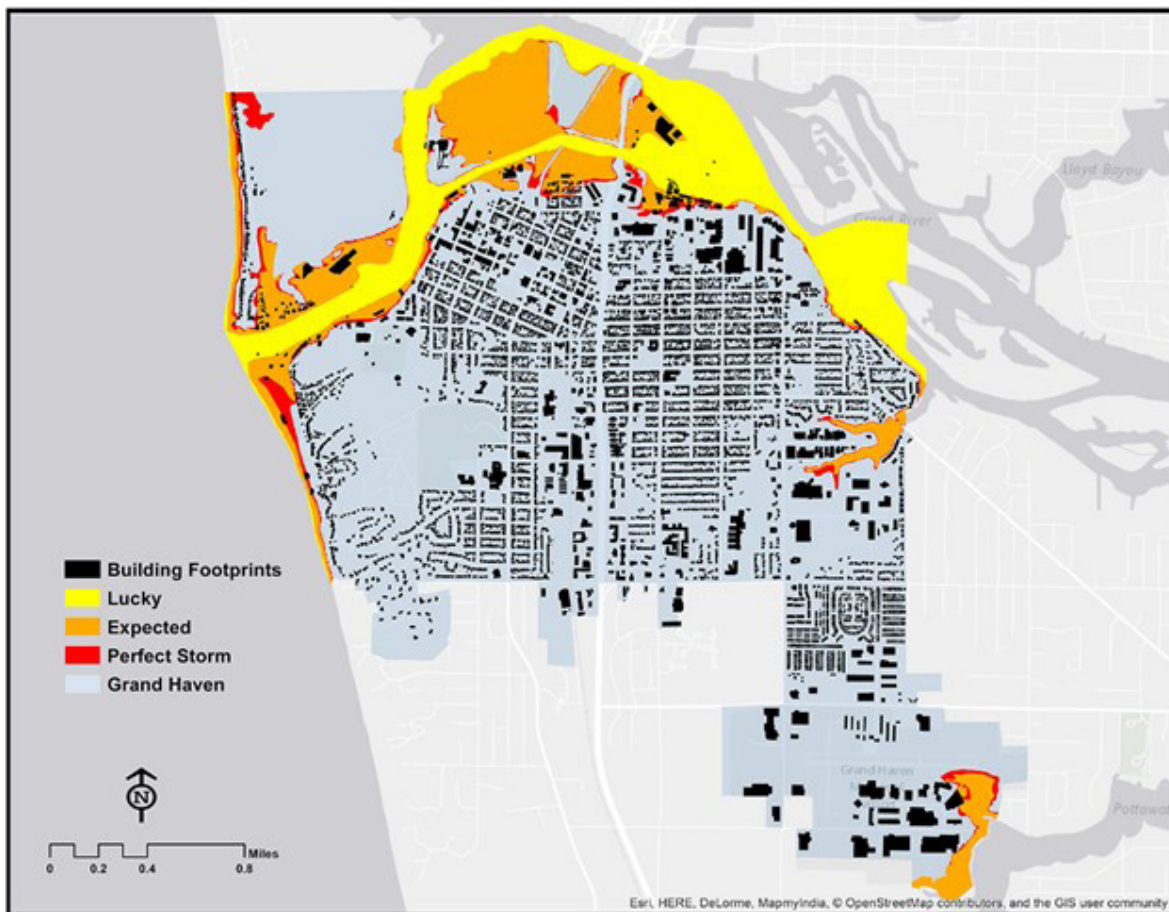 Lloyd Bayou
Grand River
Building Footprints
Lucky
Expected
Perfect Storm
Grand Haven
Grand Haven
Pottawat
N
Miles
0 0.2 0.4 0.8
Esri, HERE, DeLorme, MapmyIndia, © OpenStreetMap contributors, and the GIS user community